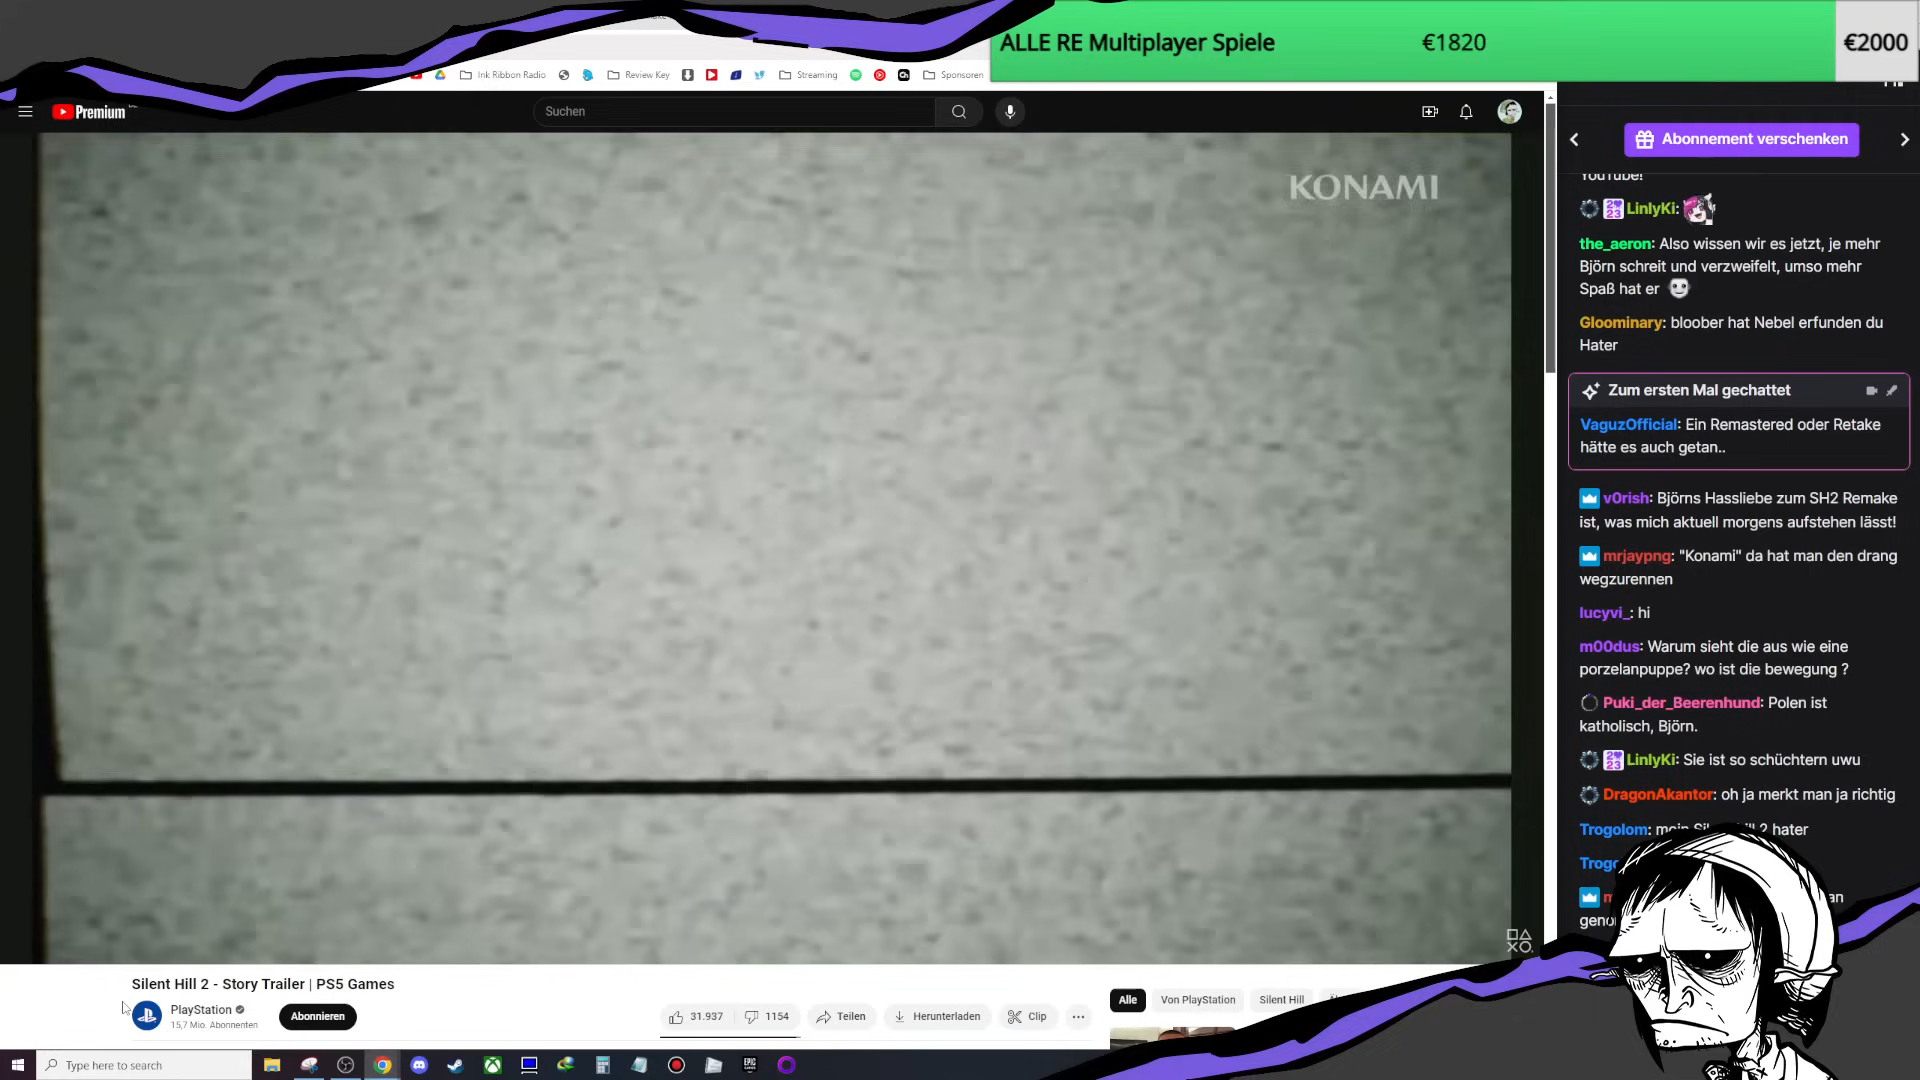 ALLE RE Multiplayer Spiele €1820 €2000
Ink Ribbon Radio Review Key Streaming Sponsoren
Premium Suchen
KONAMI
Abonnement verschenken
YouTube!
LinlyKi:
the_aeron: Also wissen wir es jetzt, je mehr
Björn schreit und verzweifelt, umso mehr
Spaß hat er
Gloominary: bloober hat Nebel erfunden du
Hater
Zum ersten Mal gechattet
VaguzOfficial: Ein Remastered oder Retake
hätte es auch getan..
v0rish: Björns Hassliebe zum SH2 Remake
ist, was mich aktuell morgens aufstehen lässt!
mrjaypng: "Konami" da hat man den drang
wegzurennen
lucyvi_: hi
m00dus: Warum sieht die aus wie eine
porzelanpuppe? wo ist die bewegung ?
Puki_der_Beerenhund: Polen ist
katholisch, Björn.
LinlyKi: Sie ist so schüchtern uwu
DragonAkantor: oh ja merkt man ja richtig
Trogolom: 2 hater
Silent Hill 2 - Story Trailer | PS5 Games
PlayStation
15,7 Mio. Abonnenten
Abonnieren
31.937 1154 Teilen Herunterladen Clip
Alle Von PlayStation Silent Hill
Type here to search